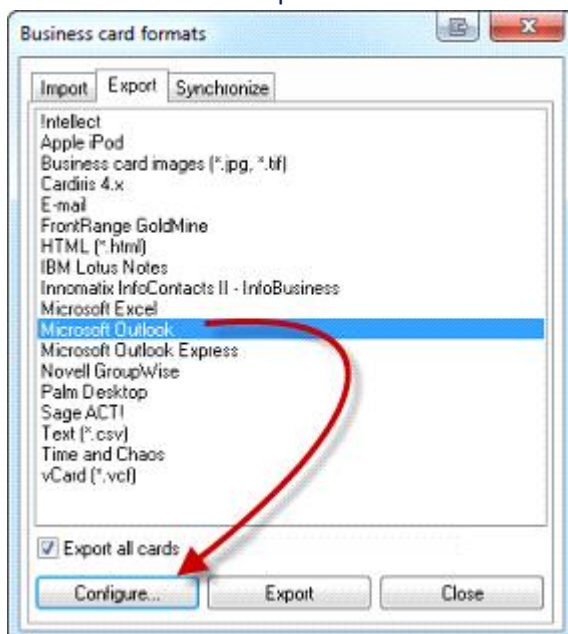 Business card formats
Import Export Synchronize
!ntellect
Apple iPod
Business card images (*.jpg, *.tif)
Cardiris 4.x
E-mail
FrontRange GoldMine
HTML (*.html)
IBM Lotus Notes
Innomatix InfoContacts II - InfoBusiness
Microsoft Excel
Microsoft Outlook
Microsoft Outlook Express
Novell GroupWise
Palm Desktop
Sage ACT!
Text (*.csv)
Time and Chaos
vCard (*.vcf)
Export all cards
Configure... Export Close